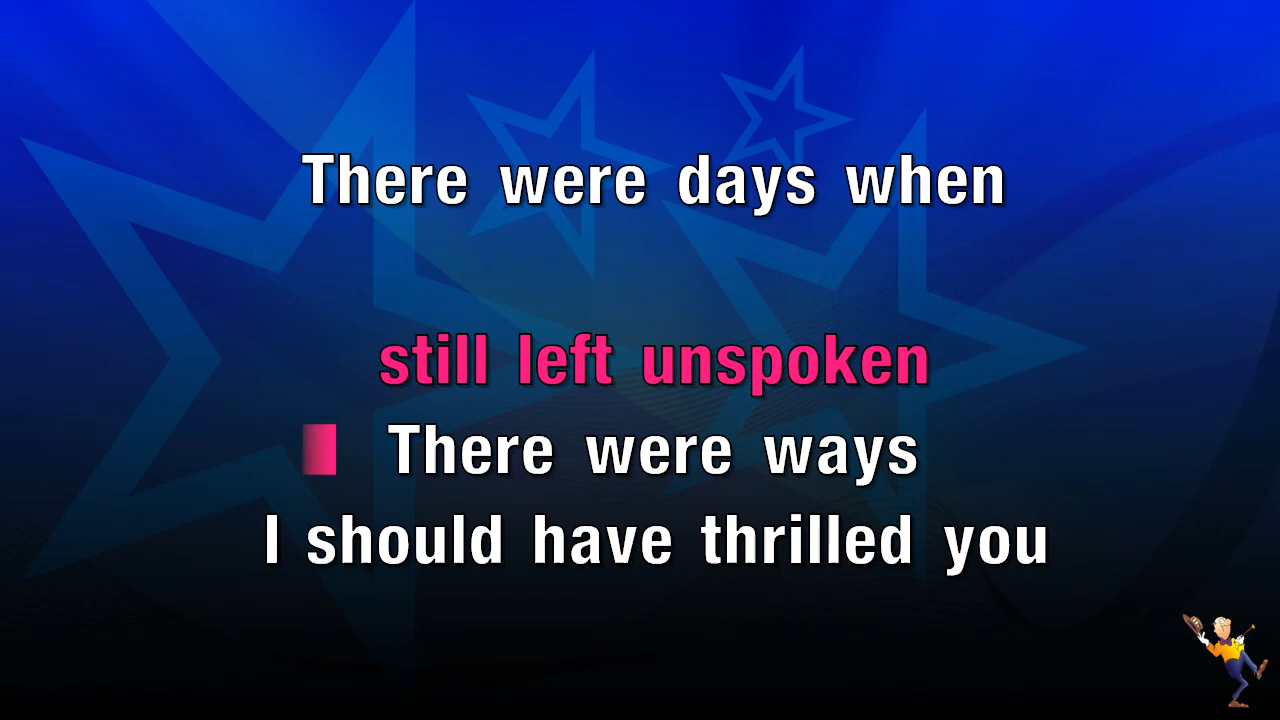 There were days when
still left unspoken
There were ways
I should have thrilled you